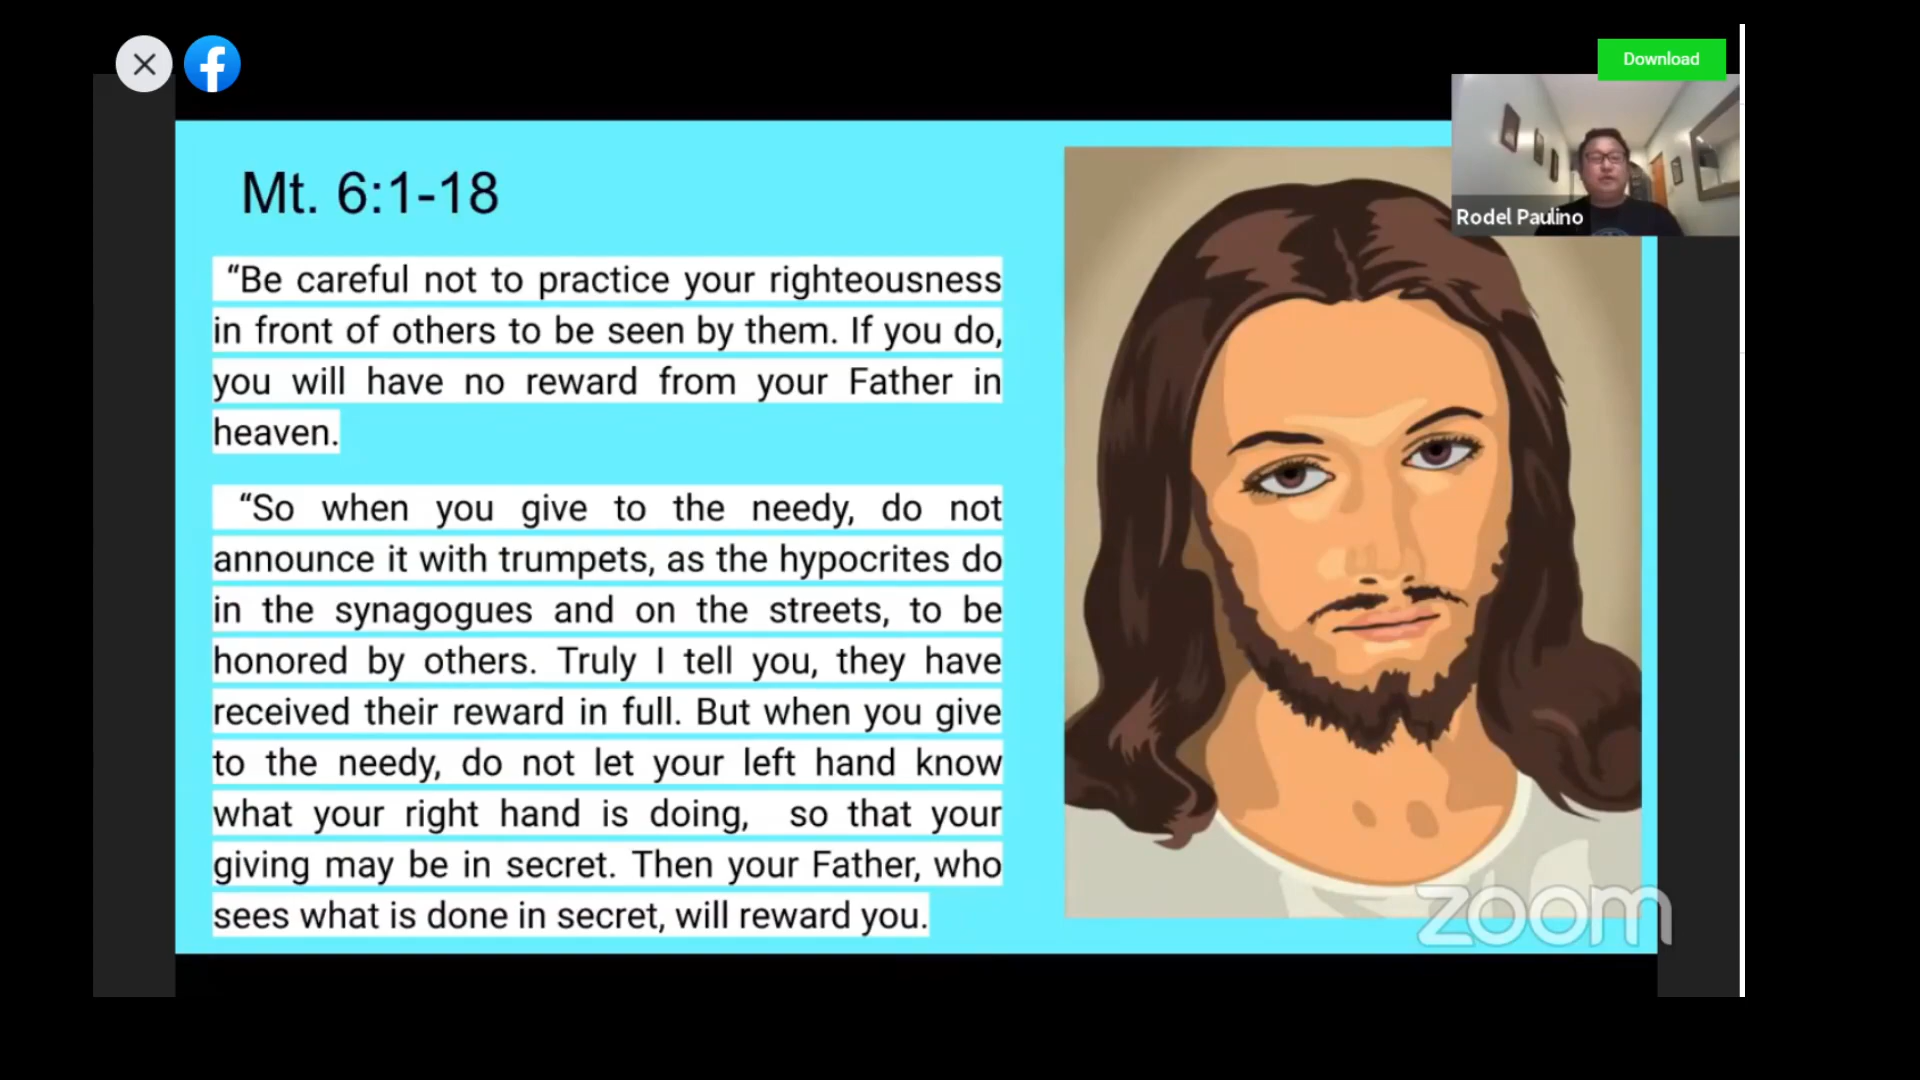 Download
Rodel Paulino
Mt. 6:1-18
“Be careful not to practice your righteousness
in front of others to be seen by them. If you do,
you will have no reward from your Father in
heaven.
“So when you give to the needy, do not
announce it with trumpets, as the hypocrites do
in the synagogues and on the streets, to be
honored by others. Truly I tell you, they have
received their reward in full. But when you give
to the needy, do not let your left hand know
what your right hand is doing, so that your
giving may be in secret. Then your Father, who
sees what is done in secret, will reward you.
zoom